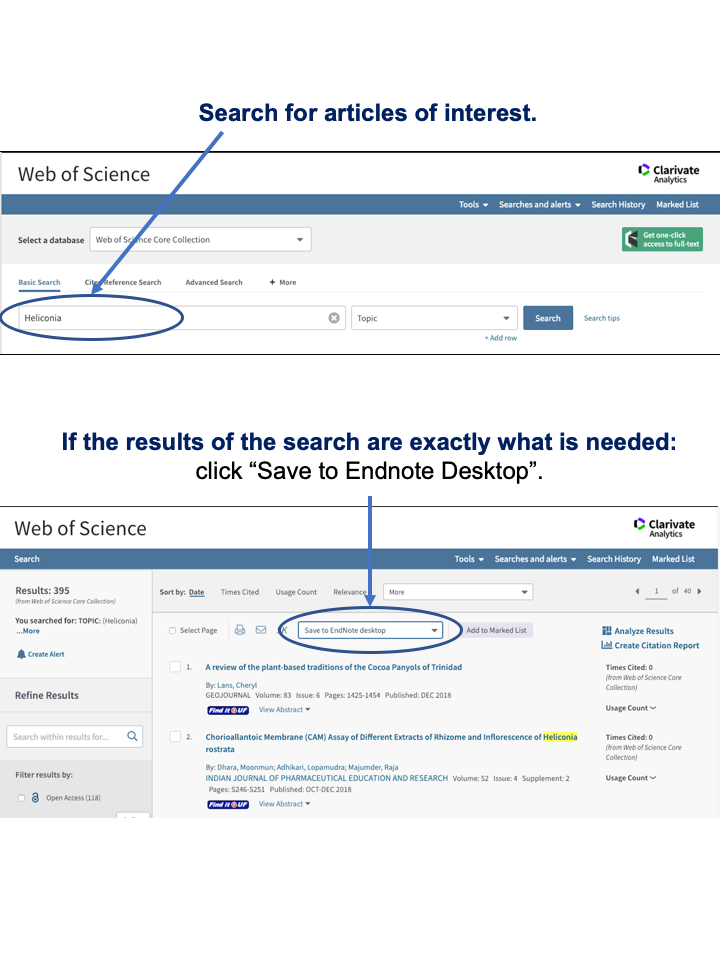 Search for articles of interest.
Web of Science
Clarivate
Analytics
Tools Searches and alerts Search History Marked List
Select a database Web of Science Core Collection
Get one-click
access to full-text
Basic Search Cited Reference Search Advanced Search + More
Heliconia Topic Search Search tips
+ Add row
If the results of the search are exactly what is needed:
click “Save to Endnote Desktop”.
Web of Science
Clarivate
Analytics
Search Tools Searches and alerts Search History Marked List
Results: 395
(from Web of Science Core Collection)
You searched for: TOPIC: (Heliconia)
...More
Create Alert
Refine Results
Search within results for...
Filter results by:
Open Access (118)
Sort by: Date Times Cited Usage Count Relevance More
1 of 40
Select Page Save to EndNote desktop Add to Marked List
Analyze Results
Create Citation Report
1. A review of the plant-based traditions of the Cocoa Panyols of Trinidad
By: Lans, Cheryl
GEOJOURNAL Volume: 83 Issue: 6 Pages: 1425-1454 Published: DEC 2018
Find it @ UF View Abstract
Times Cited: 0
(from Web of Science Core
Collection)
Usage Count
2. Chorioallantoic Membrane (CAM) Assay of Different Extracts of Rhizome and Inflorescence of Heliconia
rostrata
By: Dhara, Moonmun; Adhikari, Lopamudra; Majumder, Raja
INDIAN JOURNAL OF PHARMACEUTICAL EDUCATION AND RESEARCH Volume: 52 Issue: 4 Supplement: 2
Pages: S246-S251 Published: OCT-DEC 2018
Find it @ UF View Abstract
Times Cited: 0
(from Web of Science Core
Collection)
Usage Count